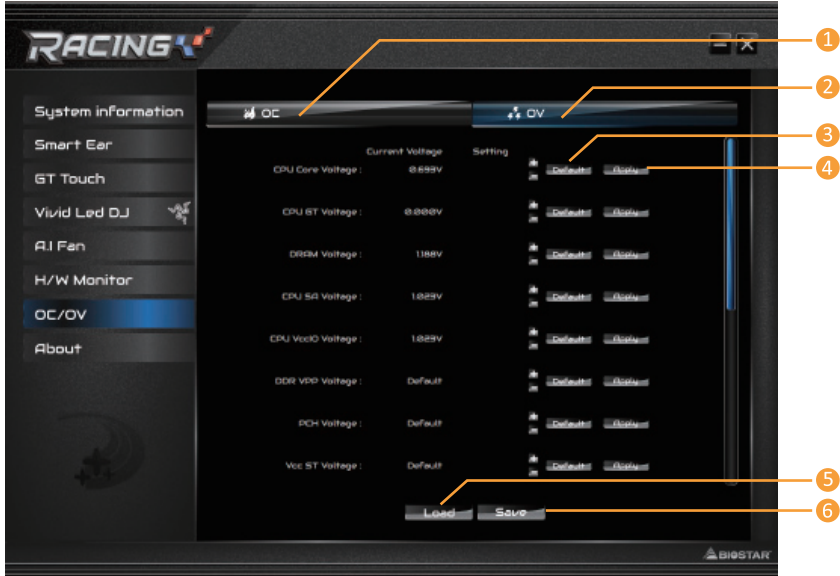 RACING
1
2
3
4
5
6
System information
Smart Ear
GT Touch
Vivid Led DJ
A.I Fan
H/W Monitor
OC/OV
About
OC
OV
Current Voltage Setting
CPU Core Voltage : 0.693V Default Apply
CPU GT Voltage : 0.000V Default Apply
DRAM Voltage : 1.188V Default Apply
CPU SA Voltage : 1.029V Default Apply
CPU VccIO Voltage : 1.029V Default Apply
DDR VPP Voltage : Default Default Apply
PCH Voltage : Default Default Apply
Vcc ST Voltage : Default Default Apply
Load Save
BIOSTAR